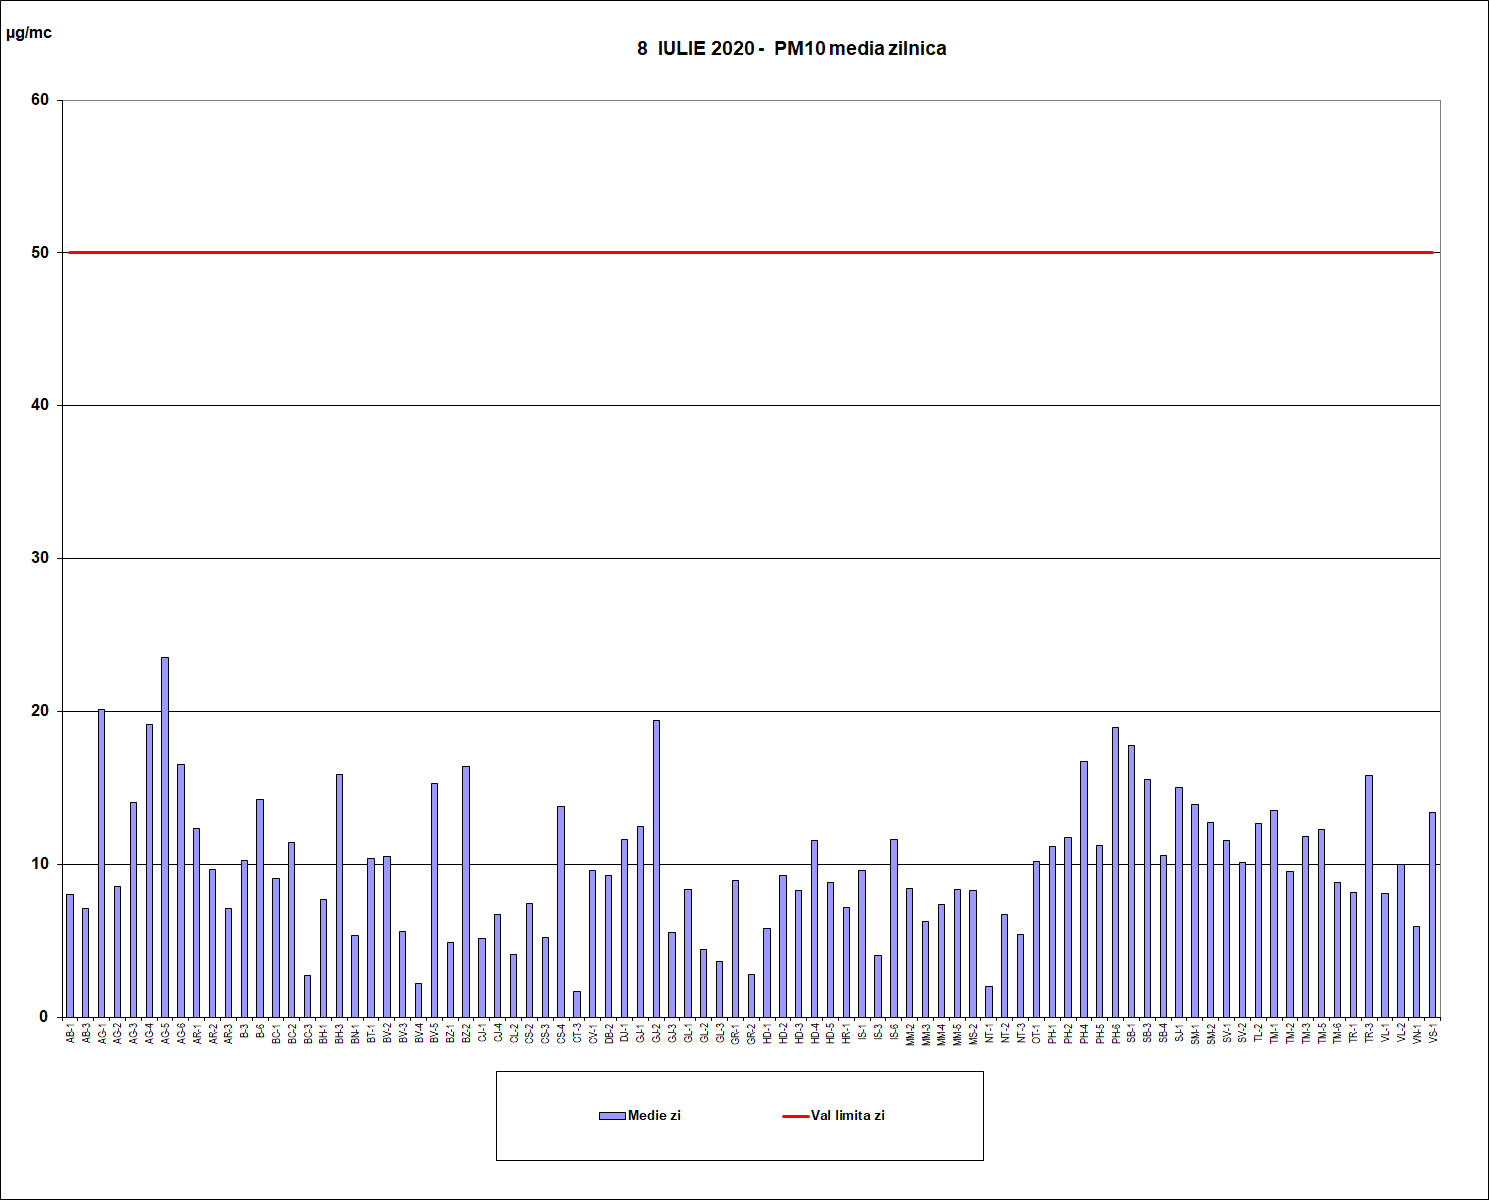 µg/mc
8 IULIE 2020 - PM10 media zilnica
60
50
40
30
20
10
0
AB-1 AB-3 AG-1 AG-2 AG-3 AG-4 AG-5 AG-6 AR-1 AR-2 AR-3 B-3 B-6 BC-1 BC-2 BC-3 BH-1 BH-3 BN-1 BT-1 BV-2 BV-3 BV-4 BV-5 BZ-1 BZ-2 CJ-1 CJ-4 CL-2 CS-2 CS-3 CS-4 CT-3 CV-1 DB-2 DJ-1 GJ-1 GJ-2 GJ-3 GL-1 GL-2 GL-3 GR-1 GR-2 HD-1 HD-2 HD-3 HD-4 HD-5 HR-1 IS-1 IS-3 IS-6 MM-2 MM-3 MM-4 MM-5 MS-2 NT-1 NT-2 NT-3 OT-1 PH-1 PH-2 PH-4 PH-5 PH-6 SB-1 SB-3 SB-4 SJ-1 SM-1 SM-2 SV-1 SV-2 TL-2 TM-1 TM-2 TM-3 TM-5 TM-6 TR-1 TR-3 VL-1 VL-2 VN-1 VS-1
Medie zi Val limita zi